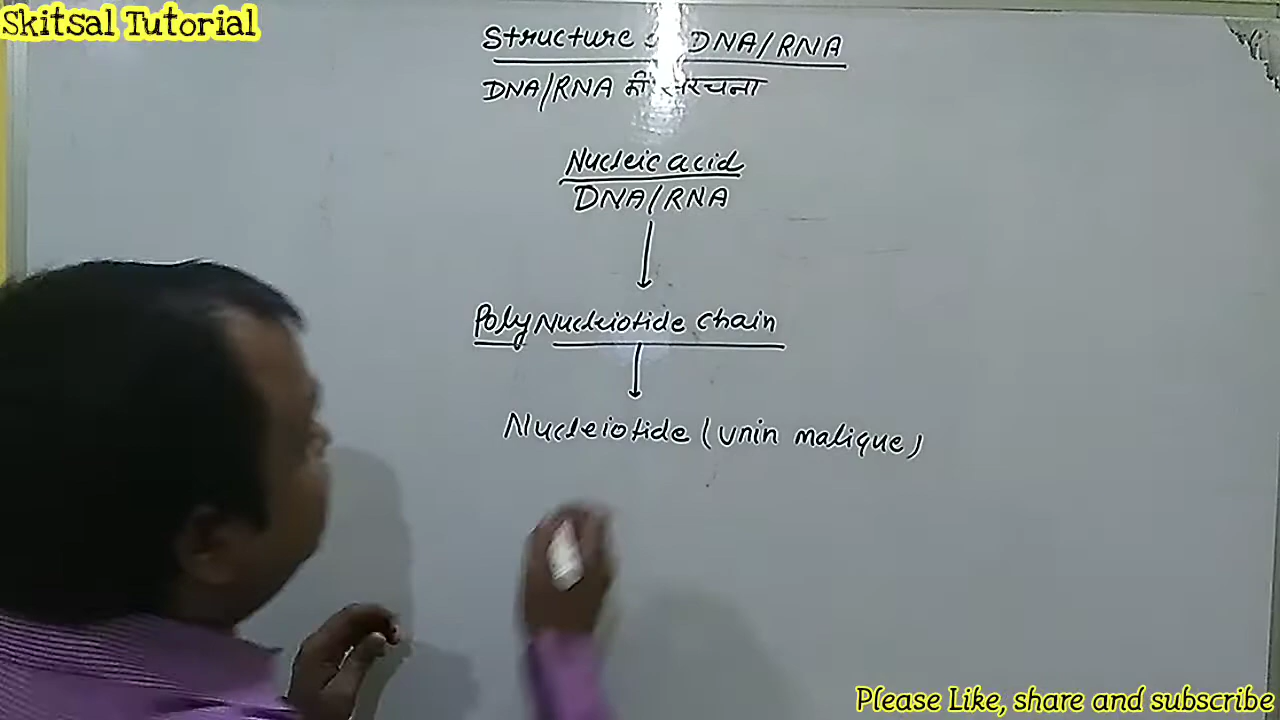 Skitsal Tutorial
Structure DNA/RNA
DNA/RNA की संरचना
Nucleic acid
DNA/RNA
Poly Nucleiotide chain
Nucleiotide (unin malique)
Please Like, share and subscribe